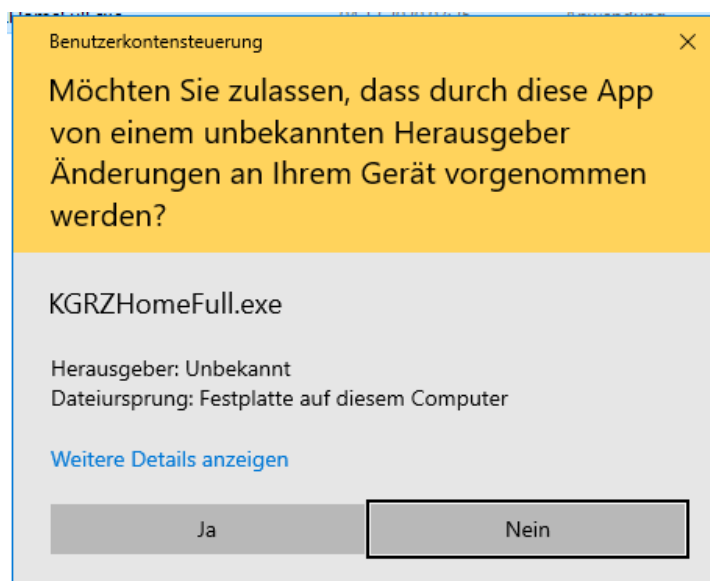 Benutzerkontensteuerung
Möchten Sie zulassen, dass durch diese App
von einem unbekannten Herausgeber
Änderungen an Ihrem Gerät vorgenommen
werden?
KGRZHomeFull.exe
Herausgeber: Unbekannt
Dateiursprung: Festplatte auf diesem Computer
Weitere Details anzeigen
Ja
Nein